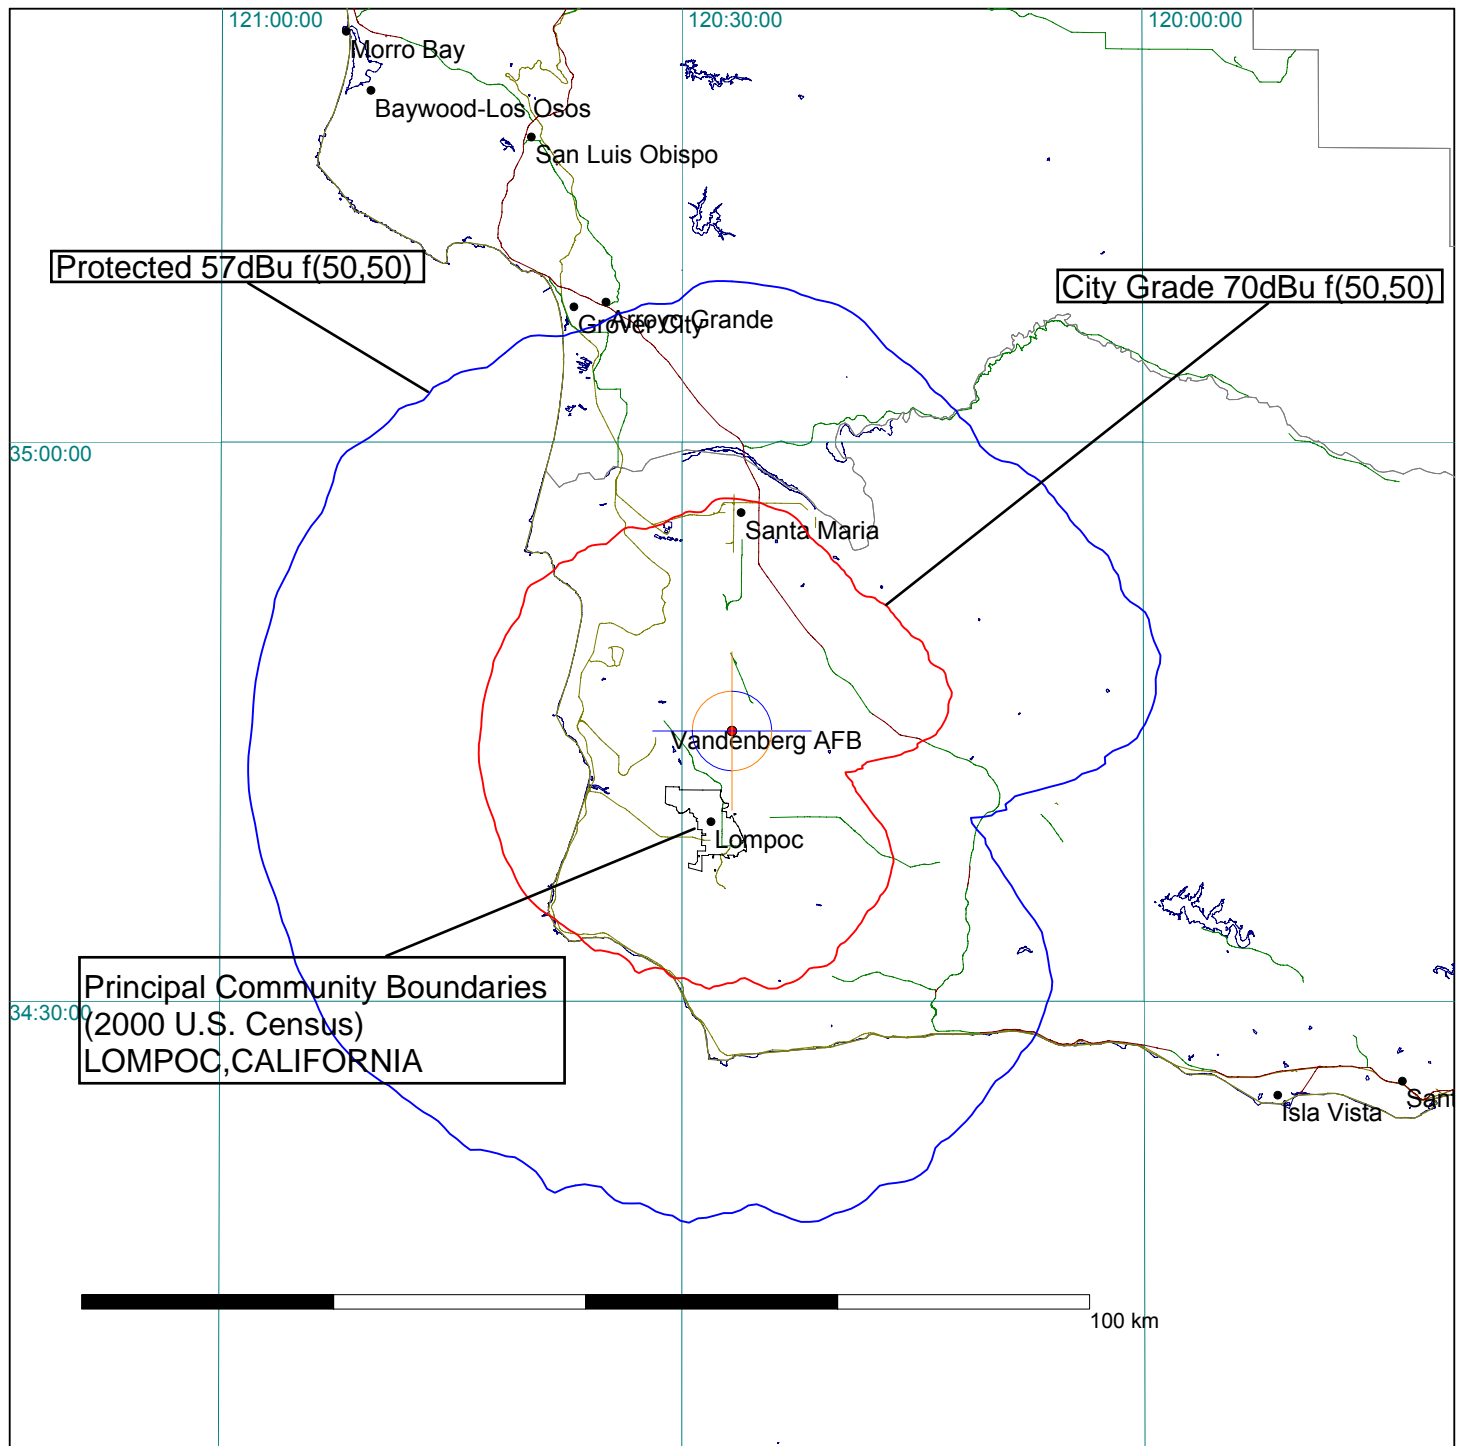 121:00:00
120:30:00
120:00:00
Morro Bay
Baywood-Los Osos
San Luis Obispo
Protected 57dBu f(50,50)
City Grade 70dBu f(50,50)
Arroyo Grande
Grover City
35:00:00
Santa Maria
Vandenberg AFB
Lompoc
Principal Community Boundaries
34:30:00
(2000 U.S. Census)
LOMPOC,CALIFORNIA
Isla Vista
Sant
100 km